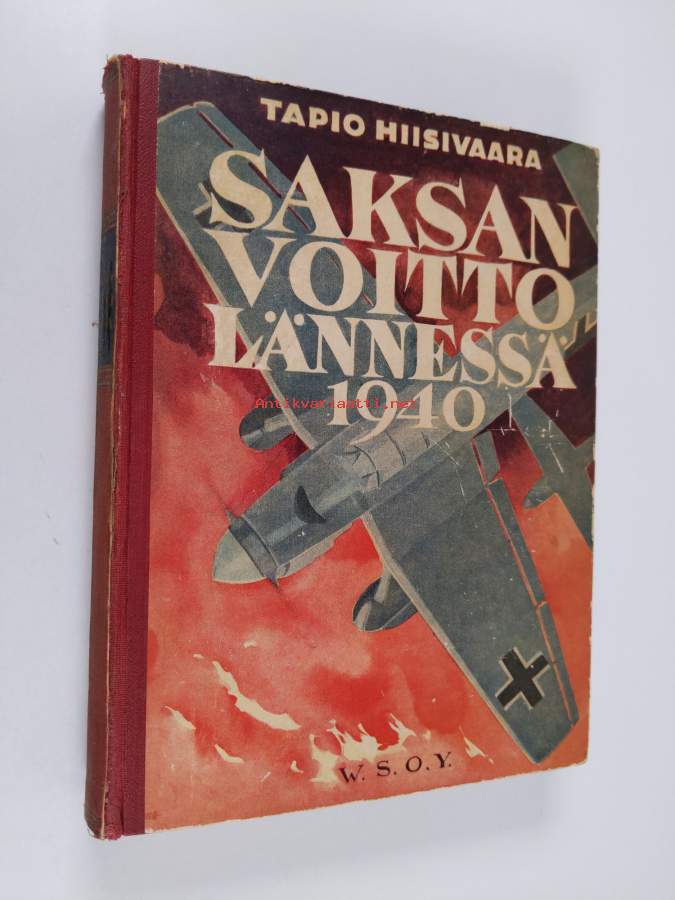 TAPIO HIISIVAARA
SAKSAN
VOITTO
LÄNNESSÄ
1940
Antikvariaatti.net
W. S. O. Y.